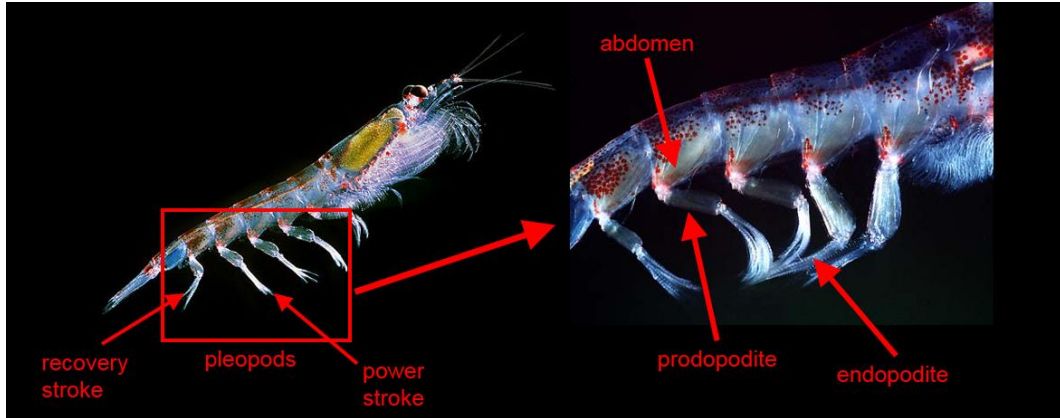 abdomen
recovery
stroke
pleopods
power
stroke
prodopodite
endopodite